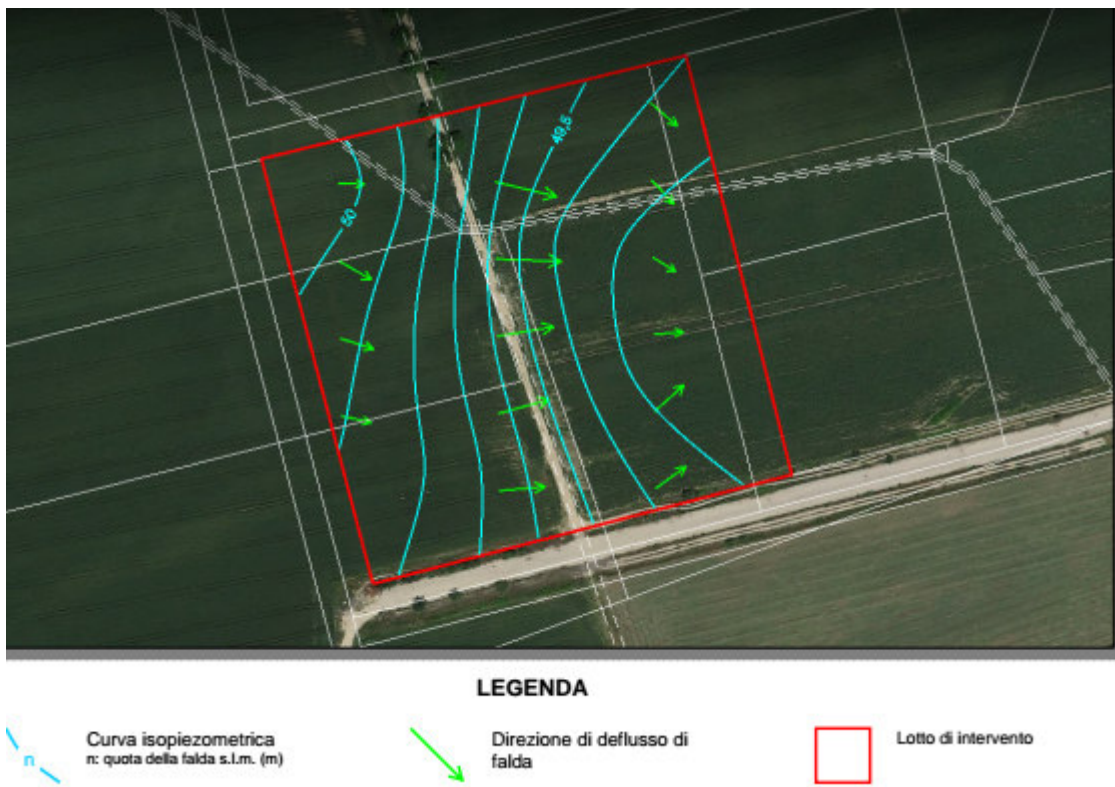 49,5
50
LEGENDA
n
Curva isopiezometrica
n: quota della falda s.l.m. (m)
Direzione di deflusso di
falda
Lotto di intervento